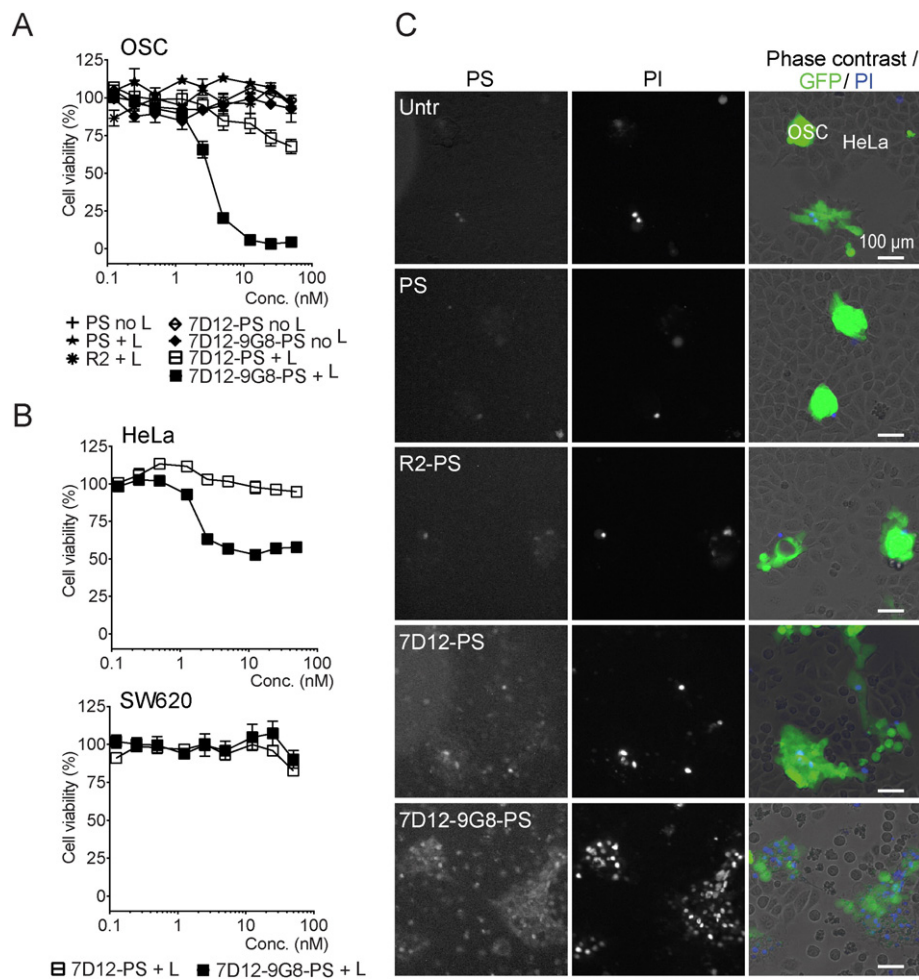 A
OSC
125
100
75
50
25
0
Cell viability (%)
0.1 1 10 100
Conc. (nM)
PS no L
PS + L
R2 + L
7D12-PS no L
7D12-9G8-PS no L
7D12-PS + L
7D12-9G8-PS + L
B
HeLa
125
100
75
50
25
0
Cell viability (%)
0.1 1 10 100
Conc. (nM)
SW620
125
100
75
50
25
0
Cell viability (%)
0.1 1 10 100
Conc. (nM)
7D12-PS + L 7D12-9G8-PS + L
C
Phase contrast /
PS PI GFP/ PI
Untr
OSC
HeLa
100 µm
PS
R2-PS
7D12-PS
7D12-9G8-PS